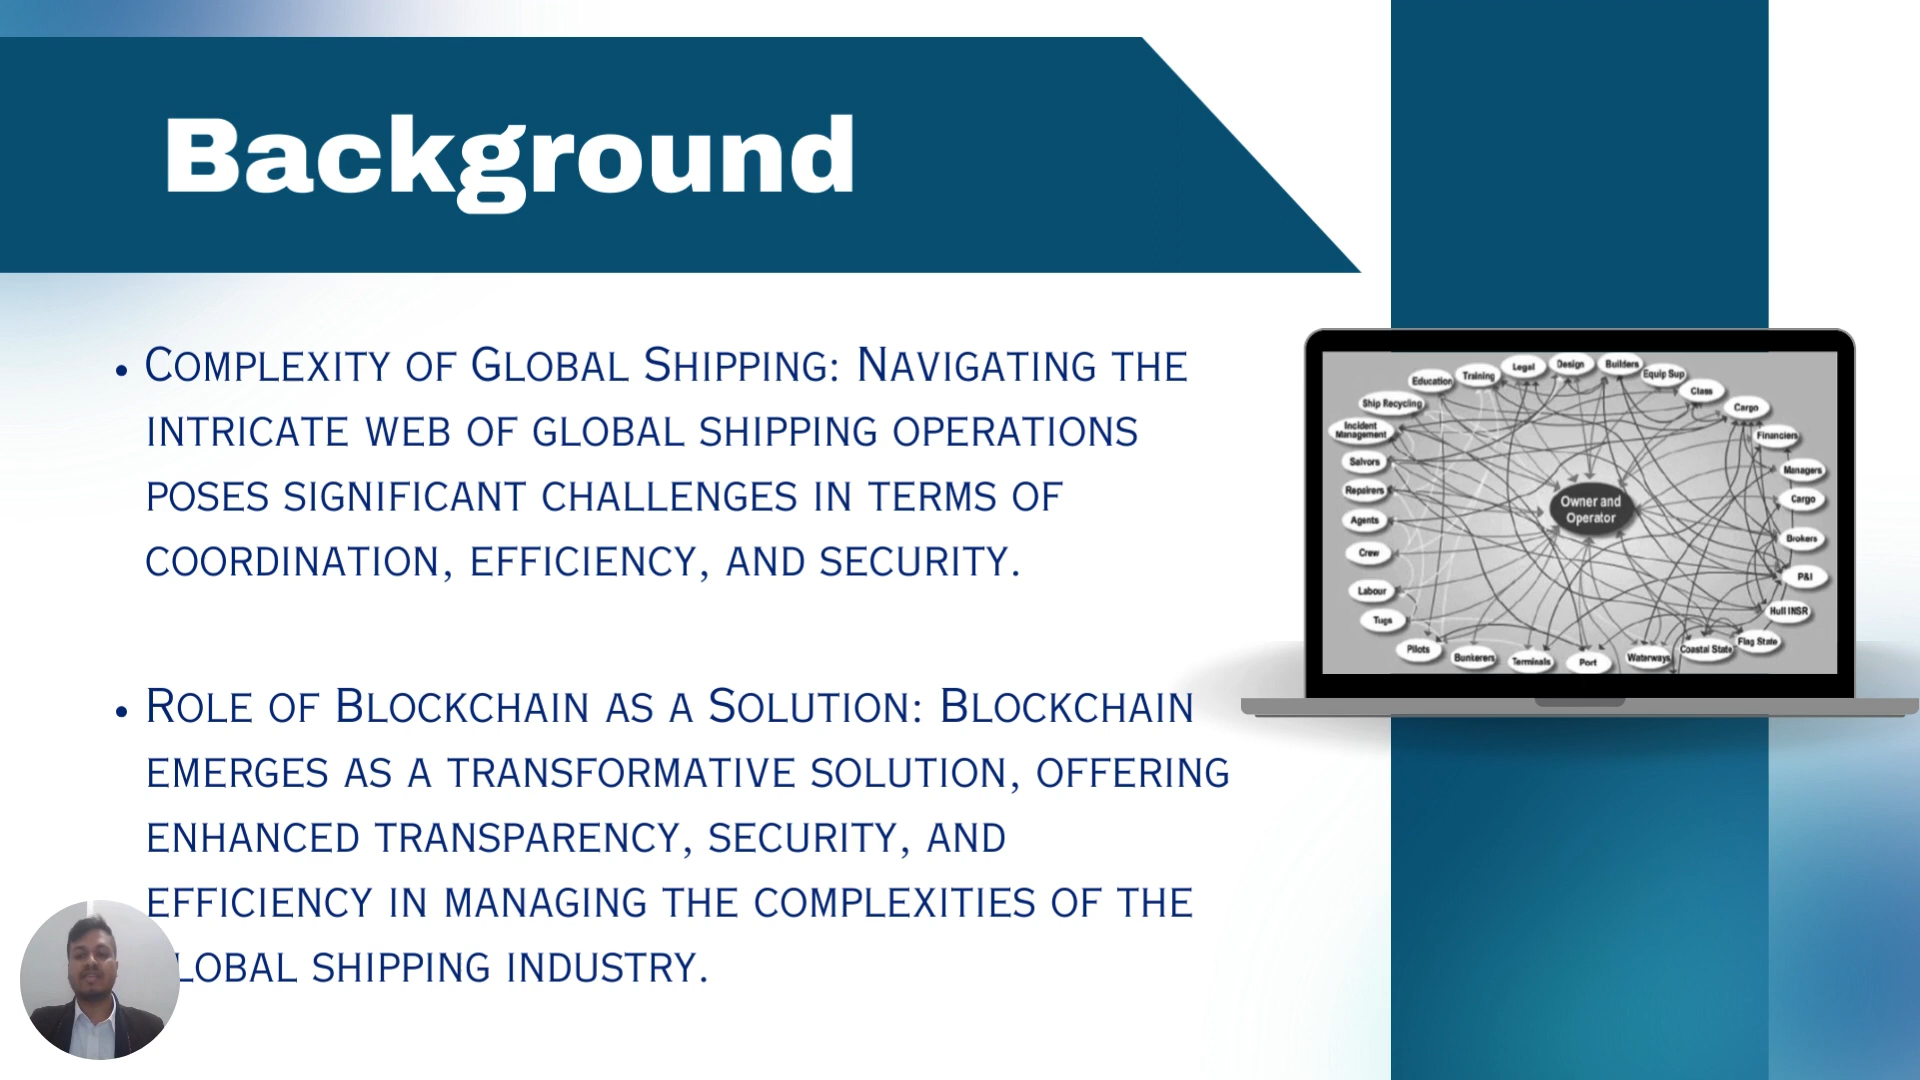 Background
• Complexity of Global Shipping: Navigating the
intricate web of global shipping operations
poses significant challenges in terms of
coordination, efficiency, and security.
• Role of Blockchain as a Solution: Blockchain
emerges as a transformative solution, offering
enhanced transparency, security, and
efficiency in managing the complexities of the
lobal shipping industry.
Education
Training
Legal
Design
Builders
Equip Sup
Class
Cargo
Financiers
Managers
Cargo
Brokers
P&I
Hull INSR
Flag State
Coastal State
Waterways
Port
Terminals
Bunkerers
Pilots
Tugs
Labour
Crew
Agents
Repairers
Salvors
Incident
Management
Ship Recycling
Owner and
Operator